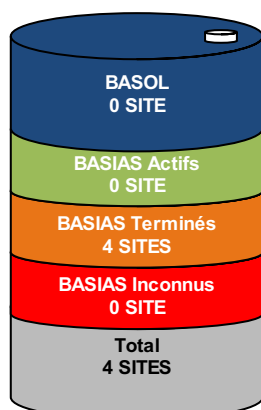 BASOL
0 SITE
BASIAS Actifs
0 SITE
BASIAS Terminés
4 SITES
BASIAS Inconnus
0 SITE
Total
4 SITES